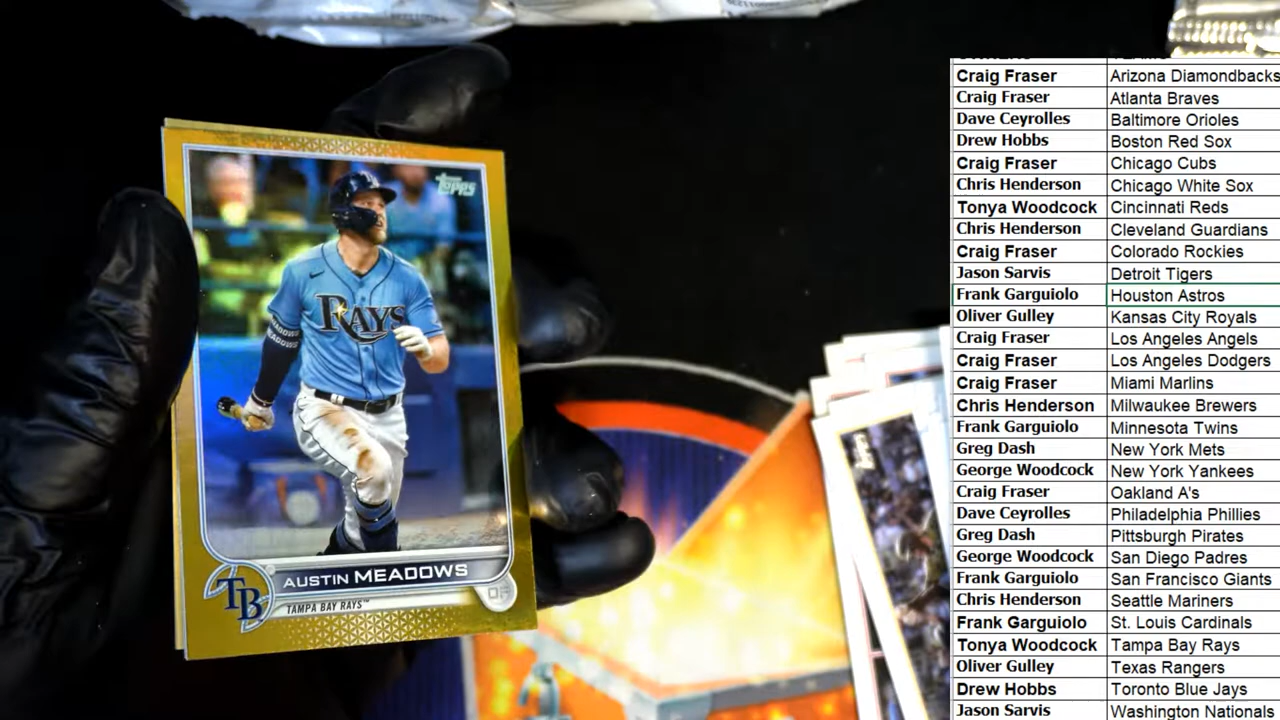 Topps
RAYS
MEADOWS
TB
AUSTIN MEADOWS
TAMPA BAY RAYS™
OF
Craig Fraser Arizona Diamondbacks
Craig Fraser Atlanta Braves
Dave Ceyrolles Baltimore Orioles
Drew Hobbs Boston Red Sox
Craig Fraser Chicago Cubs
Chris Henderson Chicago White Sox
Tonya Woodcock Cincinnati Reds
Chris Henderson Cleveland Guardians
Craig Fraser Colorado Rockies
Jason Sarvis Detroit Tigers
Frank Garguiolo Houston Astros
Oliver Gulley Kansas City Royals
Craig Fraser Los Angeles Angels
Craig Fraser Los Angeles Dodgers
Craig Fraser Miami Marlins
Chris Henderson Milwaukee Brewers
Frank Garguiolo Minnesota Twins
Greg Dash New York Mets
George Woodcock New York Yankees
Craig Fraser Oakland A's
Dave Ceyrolles Philadelphia Phillies
Greg Dash Pittsburgh Pirates
George Woodcock San Diego Padres
Frank Garguiolo San Francisco Giants
Chris Henderson Seattle Mariners
Frank Garguiolo St. Louis Cardinals
Tonya Woodcock Tampa Bay Rays
Oliver Gulley Texas Rangers
Drew Hobbs Toronto Blue Jays
Jason Sarvis Washington Nationals